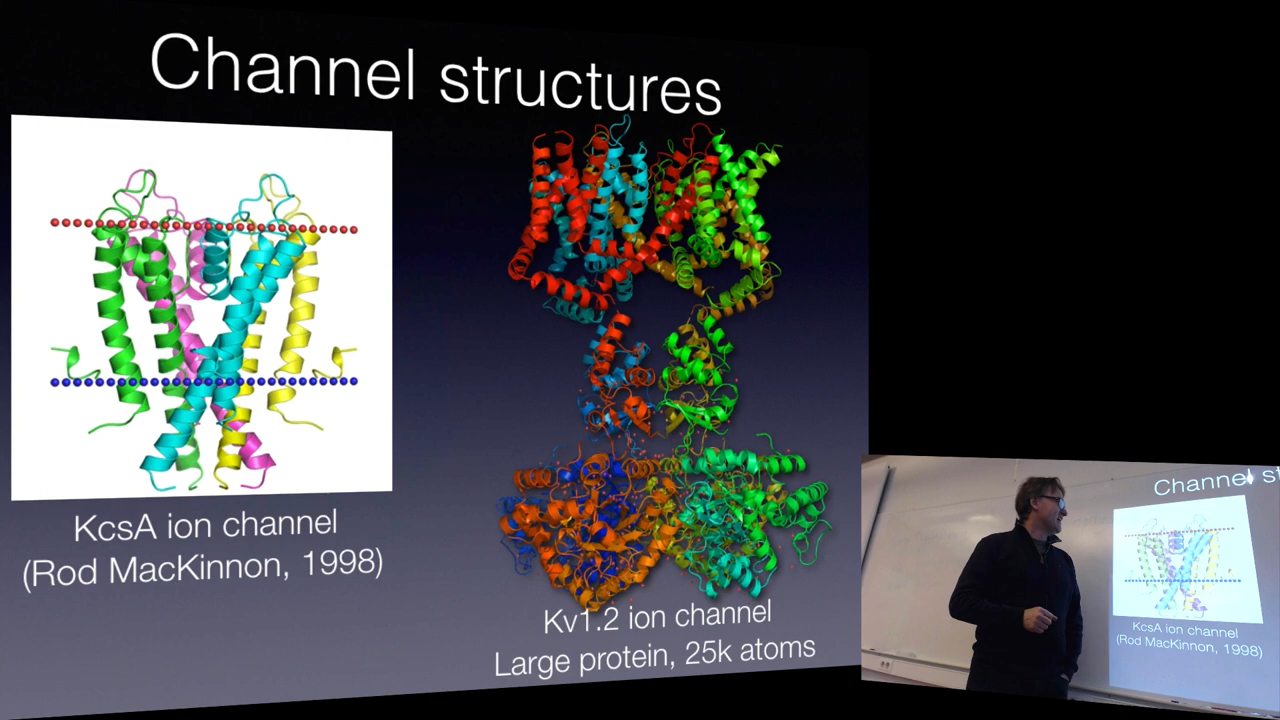 Channel structures
KcsA ion channel
(Rod MacKinnon, 1998)
Kv1.2 ion channel
Large protein, 25k atoms
Channel st
KcsA ion channel
(Rod MacKinnon, 1998)